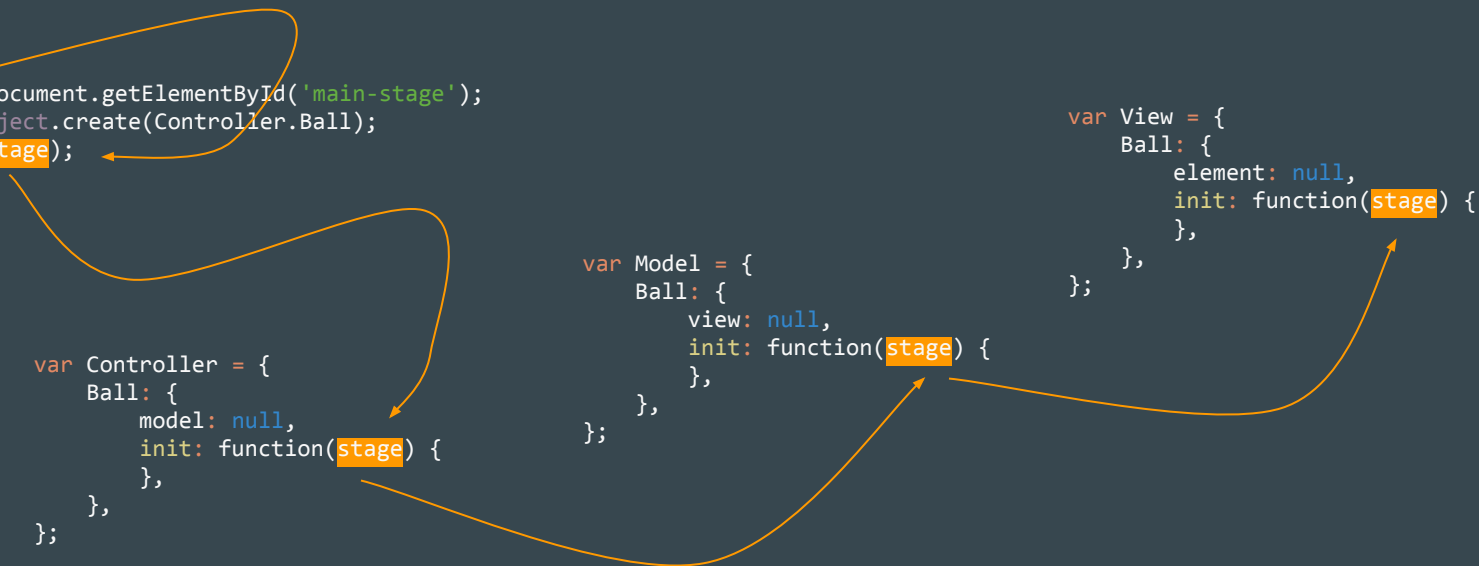 ocument.getElementById('main-stage');
ject.create(Controller.Ball);
tage);
var Controller = {
    Ball: {
        model: null,
        init: function(stage) {
        },
    },
};
var Model = {
    Ball: {
        view: null,
        init: function(stage) {
        },
    },
};
var View = {
    Ball: {
        element: null,
        init: function(stage) {
        },
    },
};